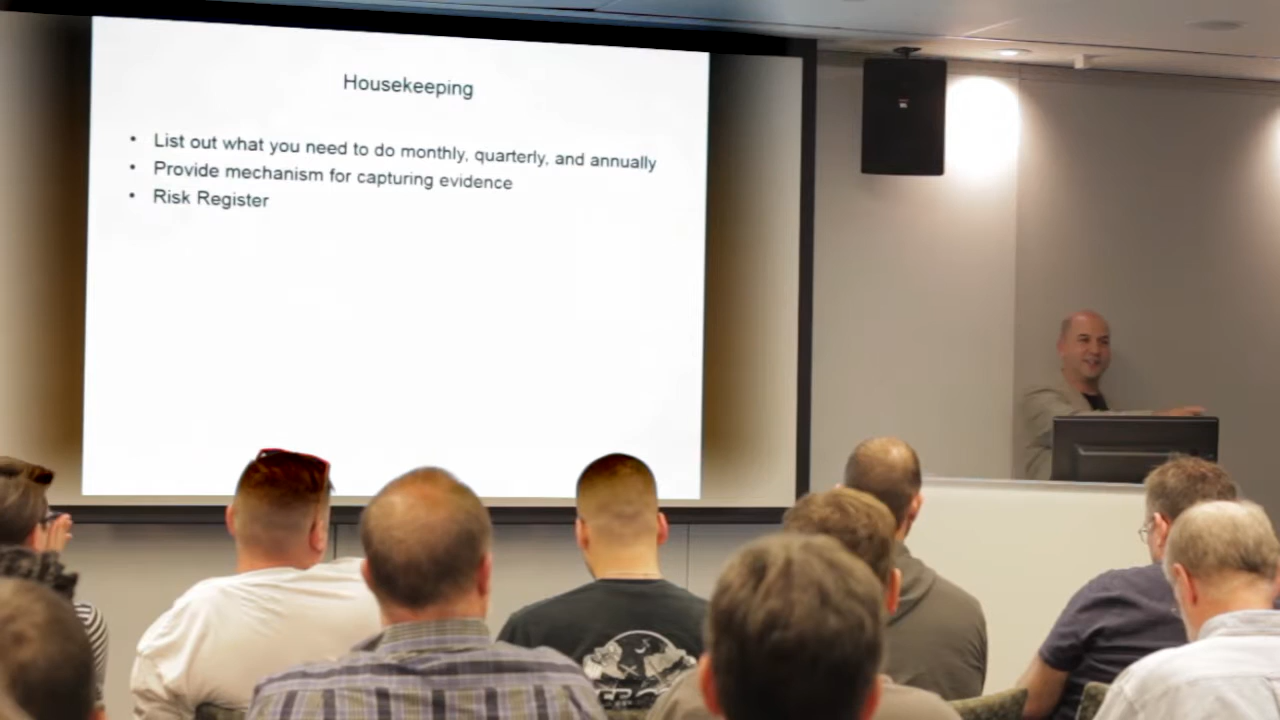 Housekeeping
• List out what you need to do monthly, quarterly, and annually
• Provide mechanism for capturing evidence
• Risk Register